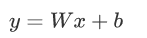 y = Wx + b